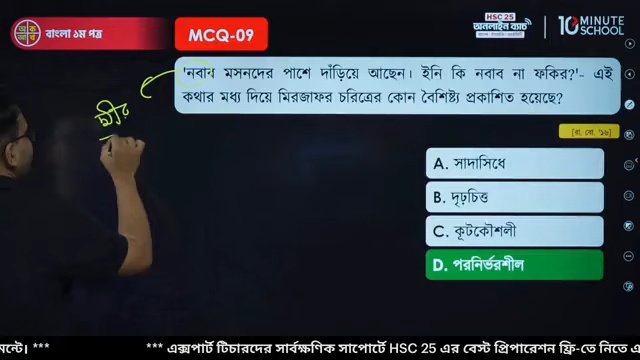 অ ক
আ খ
বাংলা ১ম পত্র
MCQ-09
HSC 25
অনলাইন ব্যাচ
10 MINUTE SCHOOL
'নবাব মসনদের পাশে দাঁড়িয়ে আছেন। ইনি কি নবাব না ফকির?'- এই
কথার মধ্য দিয়ে মিরজাফর চরিত্রের কোন বৈশিষ্ট্য প্রকাশিত হয়েছে?
মীর
[রা. বো. '১৬]
A. সাদাসিধে
B. দৃঢ়চিত্ত
C. কূটকৌশলী
D. পরনির্ভরশীল
মেন্টে। *** *** এক্সপার্ট টিচারদের সার্বক্ষণিক সাপোর্টে HSC 25 এর বেস্ট প্রিপারেশন ফ্রি-তে নিতে এ